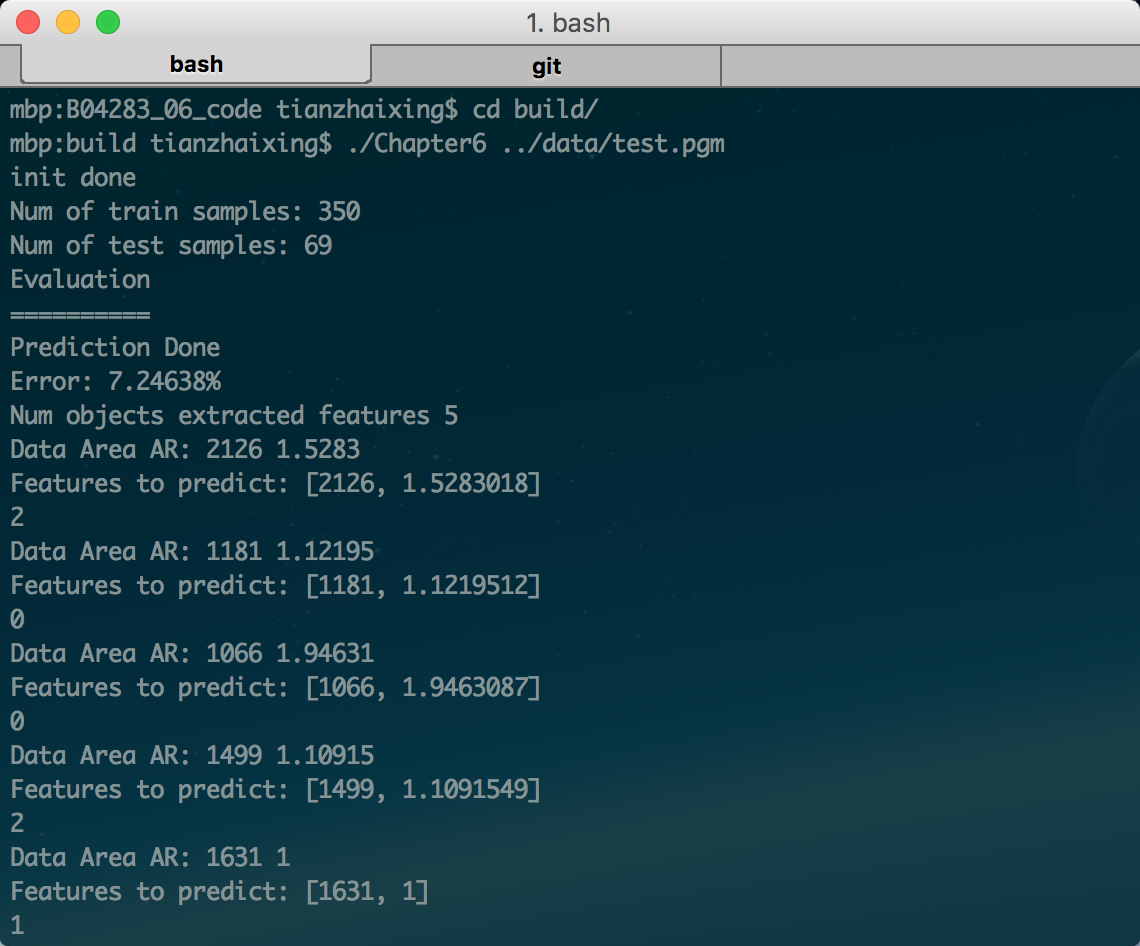 1. bash
bash
git
mbp:B04283_06_code tianzhaixing$ cd build/
mbp:build tianzhaixing$ ./Chapter6 ../data/test.pgm
init done
Num of train samples: 350
Num of test samples: 69
Evaluation
==========
Prediction Done
Error: 7.24638%
Num objects extracted features 5
Data Area AR: 2126 1.5283
Features to predict: [2126, 1.5283018]
2
Data Area AR: 1181 1.12195
Features to predict: [1181, 1.1219512]
0
Data Area AR: 1066 1.94631
Features to predict: [1066, 1.9463087]
0
Data Area AR: 1499 1.10915
Features to predict: [1499, 1.1091549]
2
Data Area AR: 1631 1
Features to predict: [1631, 1]
1